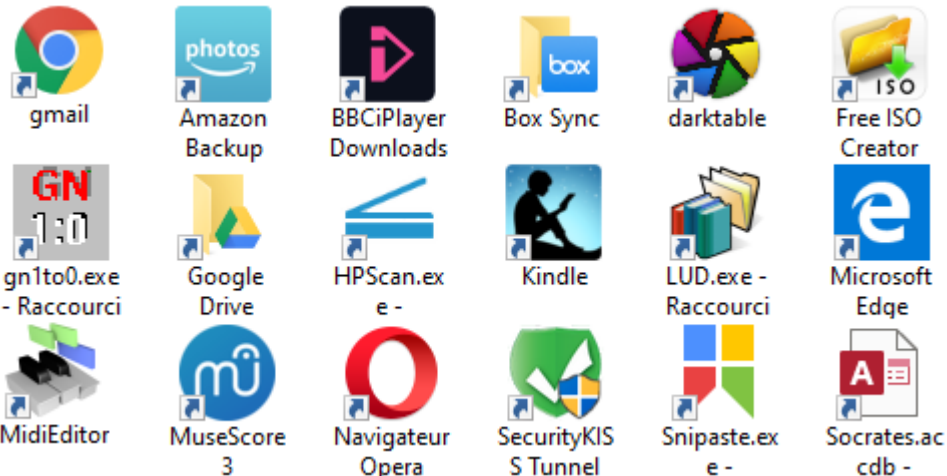 photos
box
ISO
gmail
Amazon
Backup
BBCiPlayer
Downloads
Box Sync
darktable
Free ISO
Creator
GN
1:0
gn1to0.exe
- Raccourci
Google
Drive
HPScan.ex
e -
Kindle
LUD.exe -
Raccourci
Microsoft
Edge
MidiEditor
MuseScore
3
Navigateur
Opera
SecurityKIS
S Tunnel
Snipaste.ex
e -
A
Socrates.ac
cdb -